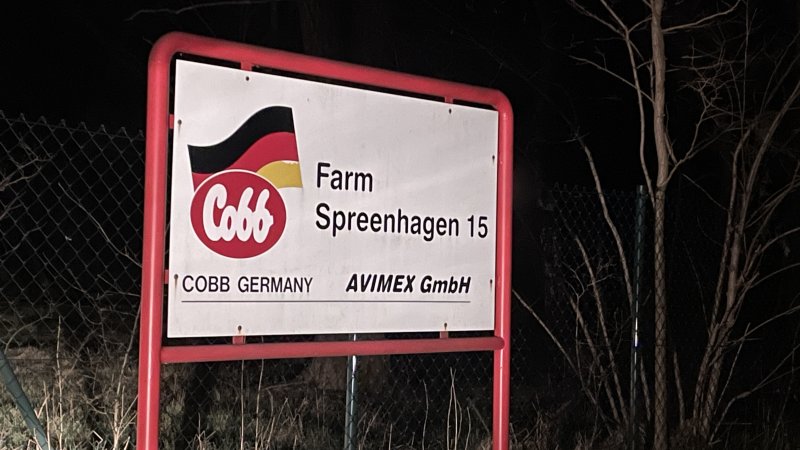 Cobb
Farm
Spreenhagen 15
COBB GERMANY AVIMEX GmbH